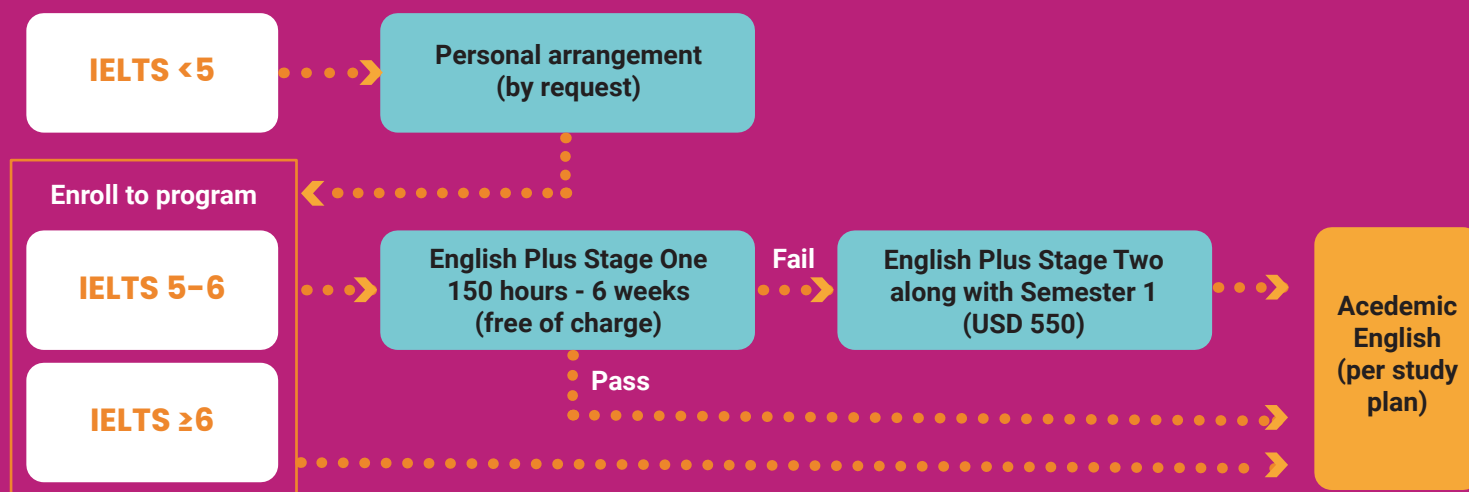 IELTS <5
Personal arrangement
(by request)
Enroll to program
IELTS 5-6
English Plus Stage One
150 hours - 6 weeks
(free of charge)
Fail
English Plus Stage Two
along with Semester 1
(USD 550)
Acedemic
English
(per study
plan)
Pass
IELTS ≥6